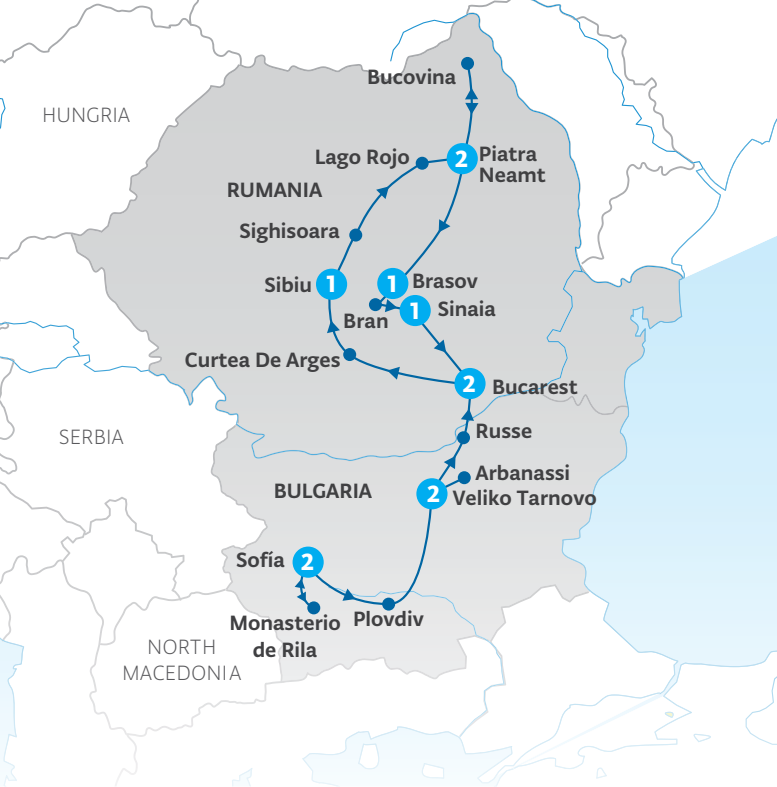 Bucovina
HUNGRIA
Lago Rojo
2
Piatra
Neamt
RUMANIA
Sighisoara
Sibiu
1
1
Brasov
Bran
1
Sinaia
Curtea De Arges
2
Bucarest
SERBIA
Russe
Arbanassi
BULGARIA
2
Veliko Tarnovo
Sofía
2
Monasterio
de Rila
Plovdiv
NORTH
MACEDONIA